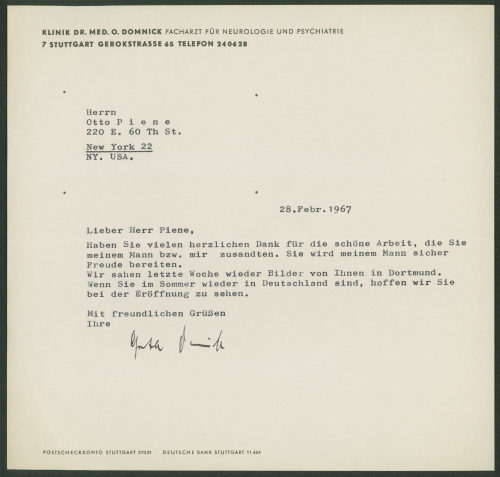 KLINIK DR. MED. O. DOMNICK FACHARZT FÜR NEUROLOGIE UND PSYCHIATRIE
7 STUTTGART GEROKSTRASSE 65 TELEFON 240628
Herrn
Otto P i e n e
220 E. 60 Th St.
New York 22
NY. USA.
28.Febr.1967
Lieber Herr Piene,
Haben Sie vielen herzlichen Dank für die schöne Arbeit, die Sie
meinem Mann bzw. mir zusandten. Sie wird meinem Mann sicher
Freude bereiten.
Wir sahen letzte Woche wieder Bilder von Ihnen in Dortmund.
Wenn Sie im Sommer wieder in Deutschland sind, hoffen wir Sie
bei der Eröffnung zu sehen.
Mit freundlichen Grüßen
Ihre
POSTSCHECKKONTO STUTTGART 27001 DEUTSCHE BANK STUTTGART 11 664